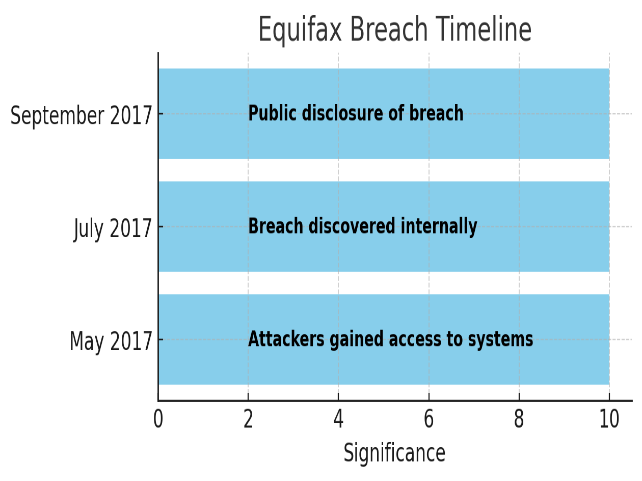 Equifax Breach Timeline
September 2017
Public disclosure of breach
July 2017
Breach discovered internally
May 2017
Attackers gained access to systems
0 2 4 6 8 10
Significance